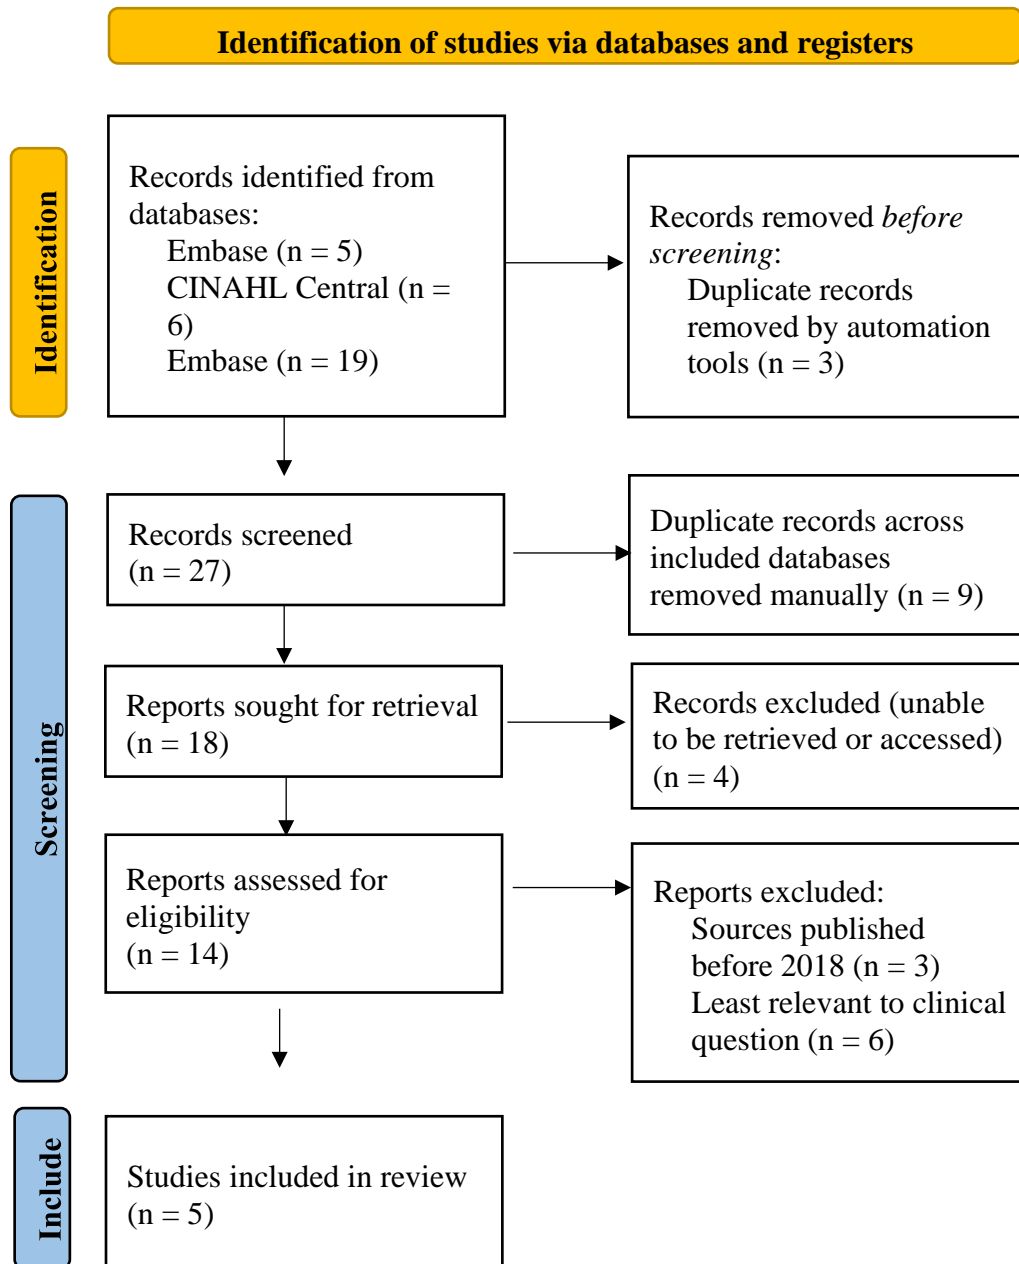 Identification of studies via databases and registers
Identification
Records identified from
databases:
Embase (n = 5)
CINAHL Central (n =
6)
Embase (n = 19)
Records removed before
screening:
Duplicate records
removed by automation
tools (n = 3)
Screening
Records screened
(n = 27)
Duplicate records across
included databases
removed manually (n = 9)
Reports sought for retrieval
(n = 18)
Records excluded (unable
to be retrieved or accessed)
(n = 4)
Reports assessed for
eligibility
(n = 14)
Reports excluded:
Sources published
before 2018 (n = 3)
Least relevant to clinical
question (n = 6)
Include
Studies included in review
(n = 5)